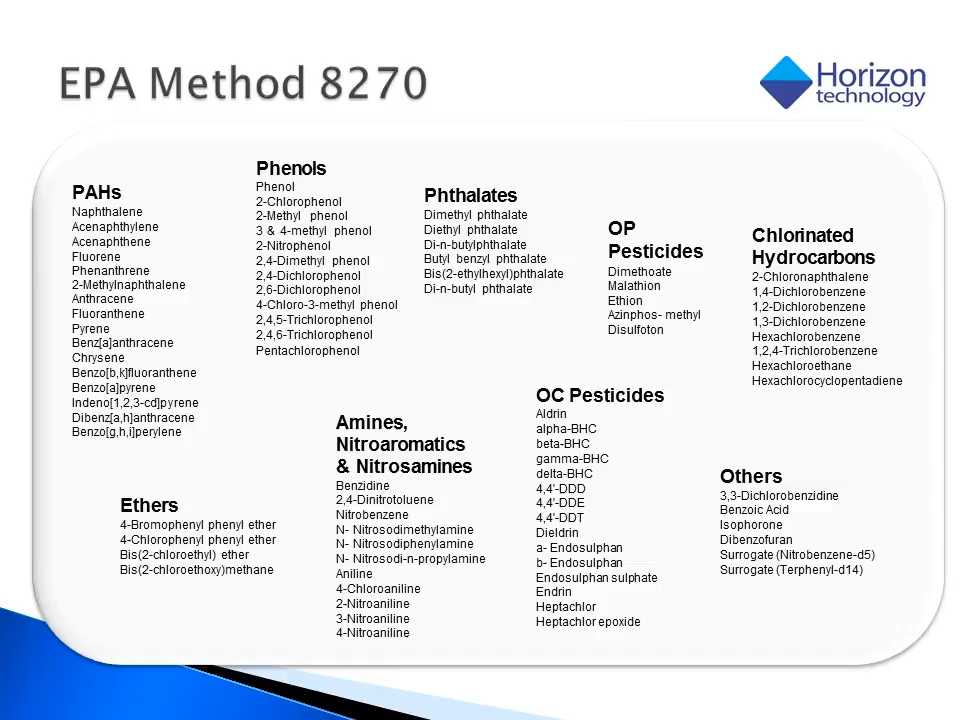 EPA Method 8270
Horizon
technology
PAHs
Naphthalene
Acenaphthylene
Acenaphthene
Fluorene
Phenanthrene
2-Methylnaphthalene
Anthracene
Fluoranthene
Pyrene
Benz[a]anthracene
Chrysene
Benzo[b,k]fluoranthene
Benzo[a]pyrene
Indeno[1,2,3-cd]pyrene
Dibenz[a,h]anthracene
Benzo[g,h,i]perylene
Phenols
Phenol
2-Chlorophenol
2-Methyl phenol
3 & 4-methyl phenol
2-Nitrophenol
2,4-Dimethyl phenol
2,4-Dichlorophenol
2,6-Dichlorophenol
4-Chloro-3-methyl phenol
2,4,5-Trichlorophenol
2,4,6-Trichlorophenol
Pentachlorophenol
Phthalates
Dimethyl phthalate
Diethyl phthalate
Di-n-butylphthalate
Butyl benzyl phthalate
Bis(2-ethylhexyl)phthalate
Di-n-butyl phthalate
OP
Pesticides
Dimethoate
Malathion
Ethion
Azinphos- methyl
Disulfoton
Chlorinated
Hydrocarbons
2-Chloronaphthalene
1,4-Dichlorobenzene
1,2-Dichlorobenzene
1,3-Dichlorobenzene
Hexachlorobenzene
1,2,4-Trichlorobenzene
Hexachloroethane
Hexachlorocyclopentadiene
Ethers
4-Bromophenyl phenyl ether
4-Chlorophenyl phenyl ether
Bis(2-chloroethyl) ether
Bis(2-chloroethoxy)methane
Amines,
Nitroaromatics
& Nitrosamines
Benzidine
2,4-Dinitrotoluene
Nitrobenzene
N- Nitrosodimethylamine
N- Nitrosodiphenylamine
N- Nitrosodi-n-propylamine
Aniline
4-Chloroaniline
2-Nitroaniline
3-Nitroaniline
4-Nitroaniline
OC Pesticides
Aldrin
alpha-BHC
beta-BHC
gamma-BHC
delta-BHC
4,4'-DDD
4,4'-DDE
4,4'-DDT
Dieldrin
a- Endosulphan
b- Endosulphan
Endosulphan sulphate
Endrin
Heptachlor
Heptachlor epoxide
Others
3,3-Dichlorobenzidine
Benzoic Acid
Isophorone
Dibenzofuran
Surrogate (Nitrobenzene-d5)
Surrogate (Terphenyl-d14)